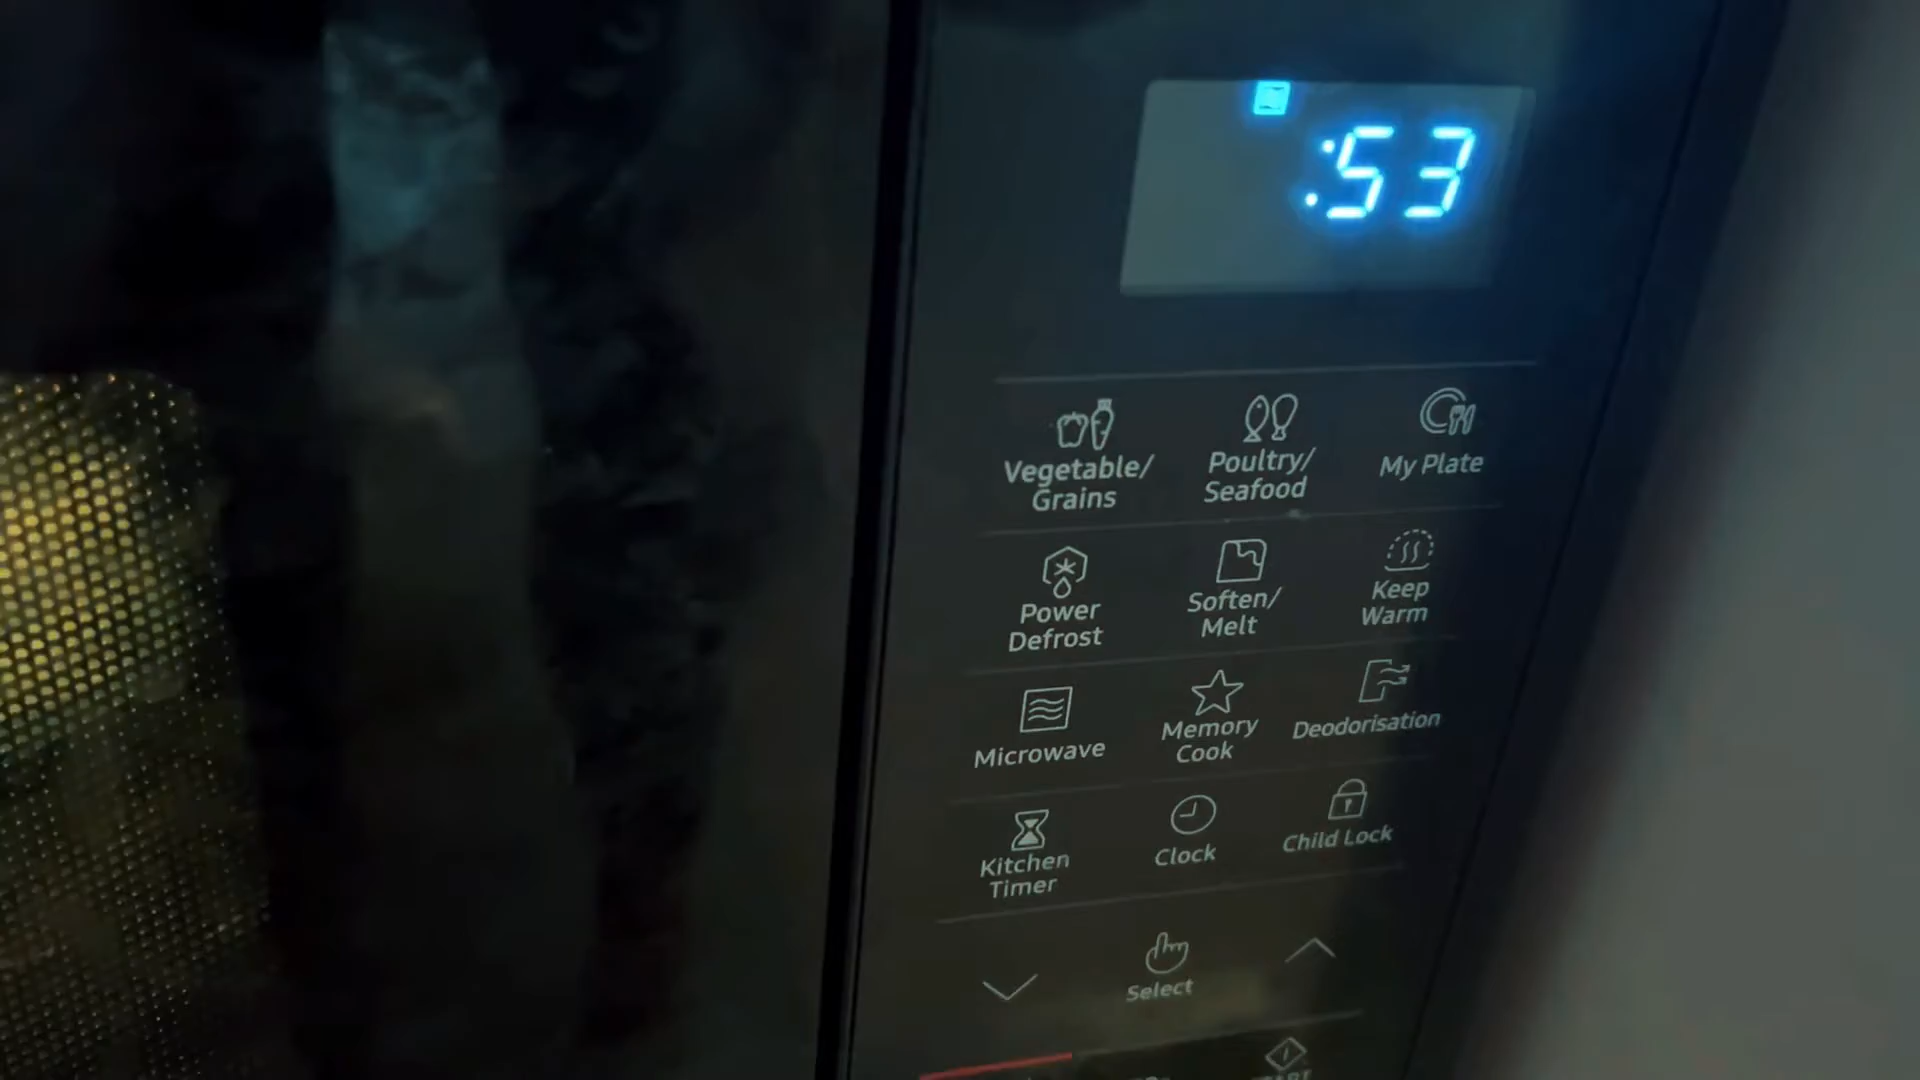 :53
Vegetable/
Grains
Poultry/
Seafood
My Plate
Power
Defrost
Soften/
Melt
Keep
Warm
Microwave
Memory
Cook
Deodorisation
Kitchen
Timer
Clock
Child Lock
Select